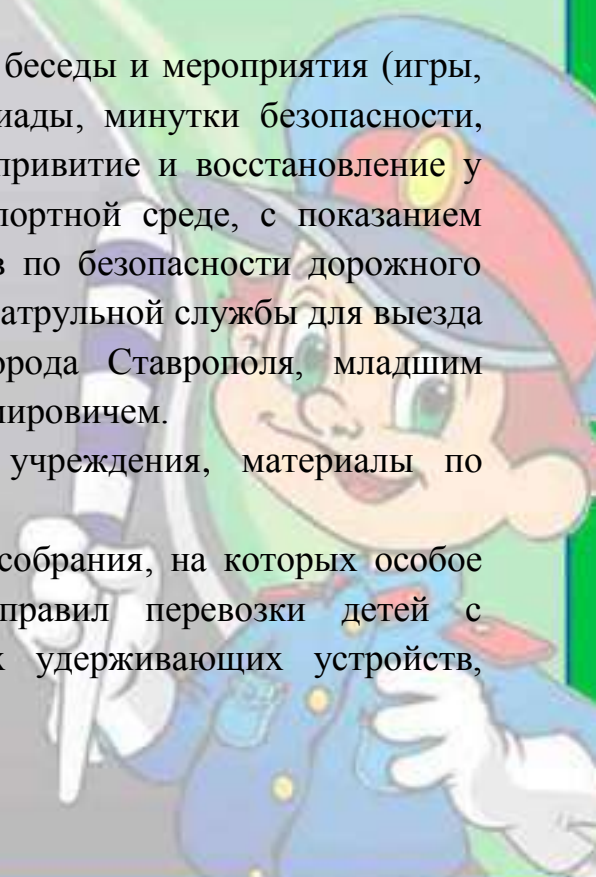 беседы и мероприятия (игры,
иады, минутки безопасности,
привитие и восстановление у
портной среде, с показанием
в по безопасности дорожного
атрульной службы для выезда
орода Ставрополя, младшим
мировичем.
учреждения, материалы по
собрания, на которых особое
правил перевозки детей с
х удерживающих устройств,